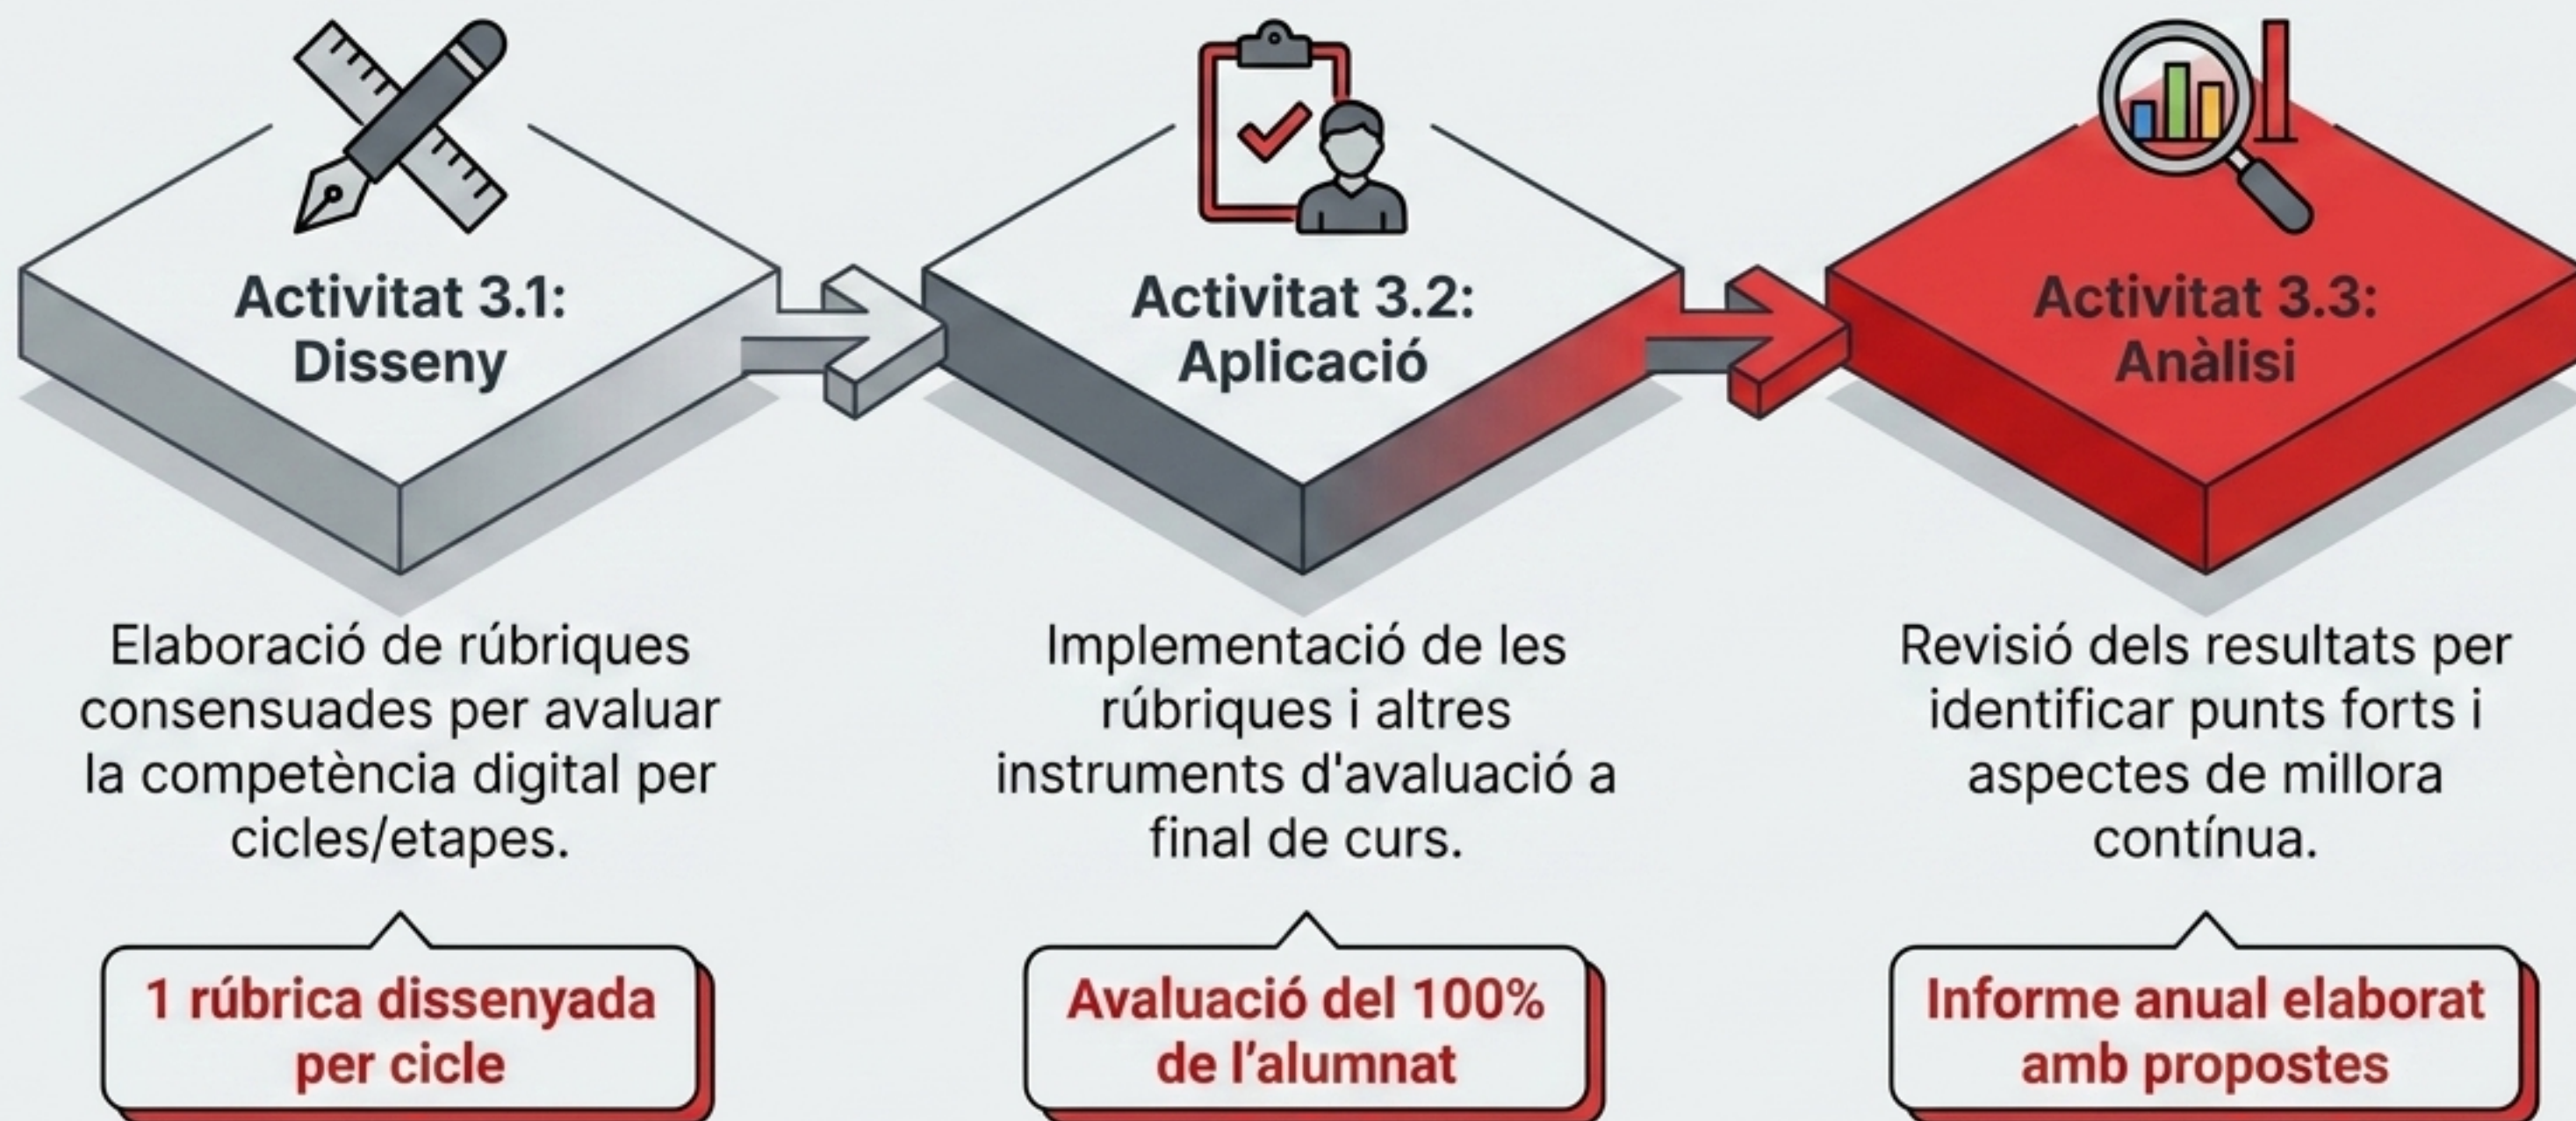 Activitat 3.1:
Disseny
Elaboració de rúbriques
consensuades per avaluar
la competència digital per
cicles/etapes.
1 rúbrica dissenyada
per cicle
Activitat 3.2:
Aplicació
Implementació de les
rúbriques i altres
instruments d'avaluació a
final de curs.
Avaluació del 100%
de l’alumnat
Activitat 3.3:
Anàlisi
Revisió dels resultats per
identificar punts forts i
aspectes de millora
contínua.
Informe anual elaborat
amb propostes